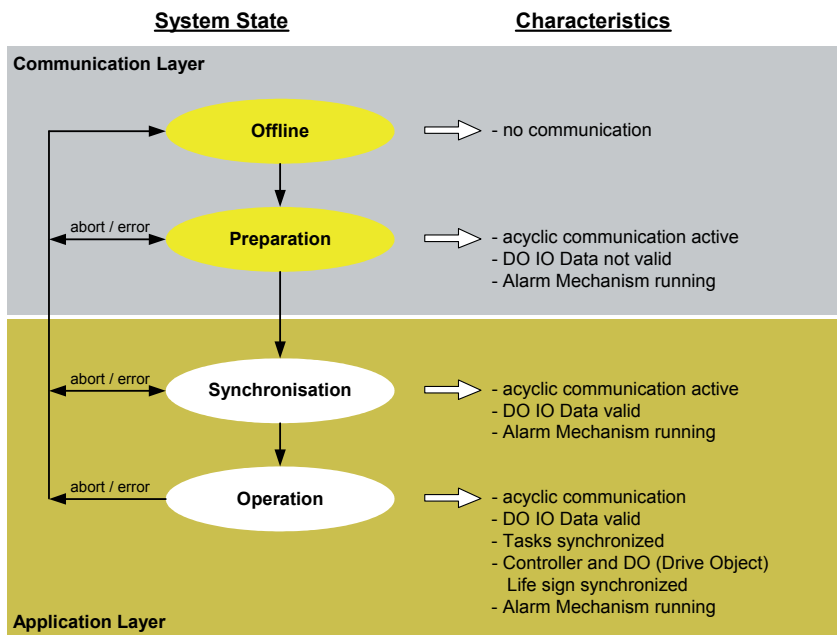 System State
Characteristics
Communication Layer
Offline
- no communication
abort / error
Preparation
- acyclic communication active
- DO IO Data not valid
- Alarm Mechanism running
abort / error
Synchronisation
- acyclic communication active
- DO IO Data valid
- Alarm Mechanism running
abort / error
Operation
- acyclic communication
- DO IO Data valid
- Tasks synchronized
- Controller and DO (Drive Object)
Life sign synchronized
- Alarm Mechanism running
Application Layer